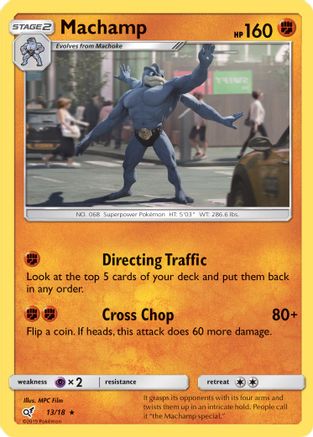 STAGE 2 Machamp HP 160
Evolves from Machoke
NO. 068 Superpower Pokémon HT: 5'03" WT: 286.6 lbs.
Directing Traffic
Look at the top 5 cards of your deck and put them back
in any order.
Cross Chop 80+
Flip a coin. If heads, this attack does 60 more damage.
weakness × 2 resistance retreat
Illus. MPC Film
13/18 ★
©2019 Pokémon
It grasps its opponents with its four arms and
twists them up in an intricate hold. People call
it "the Machamp special."